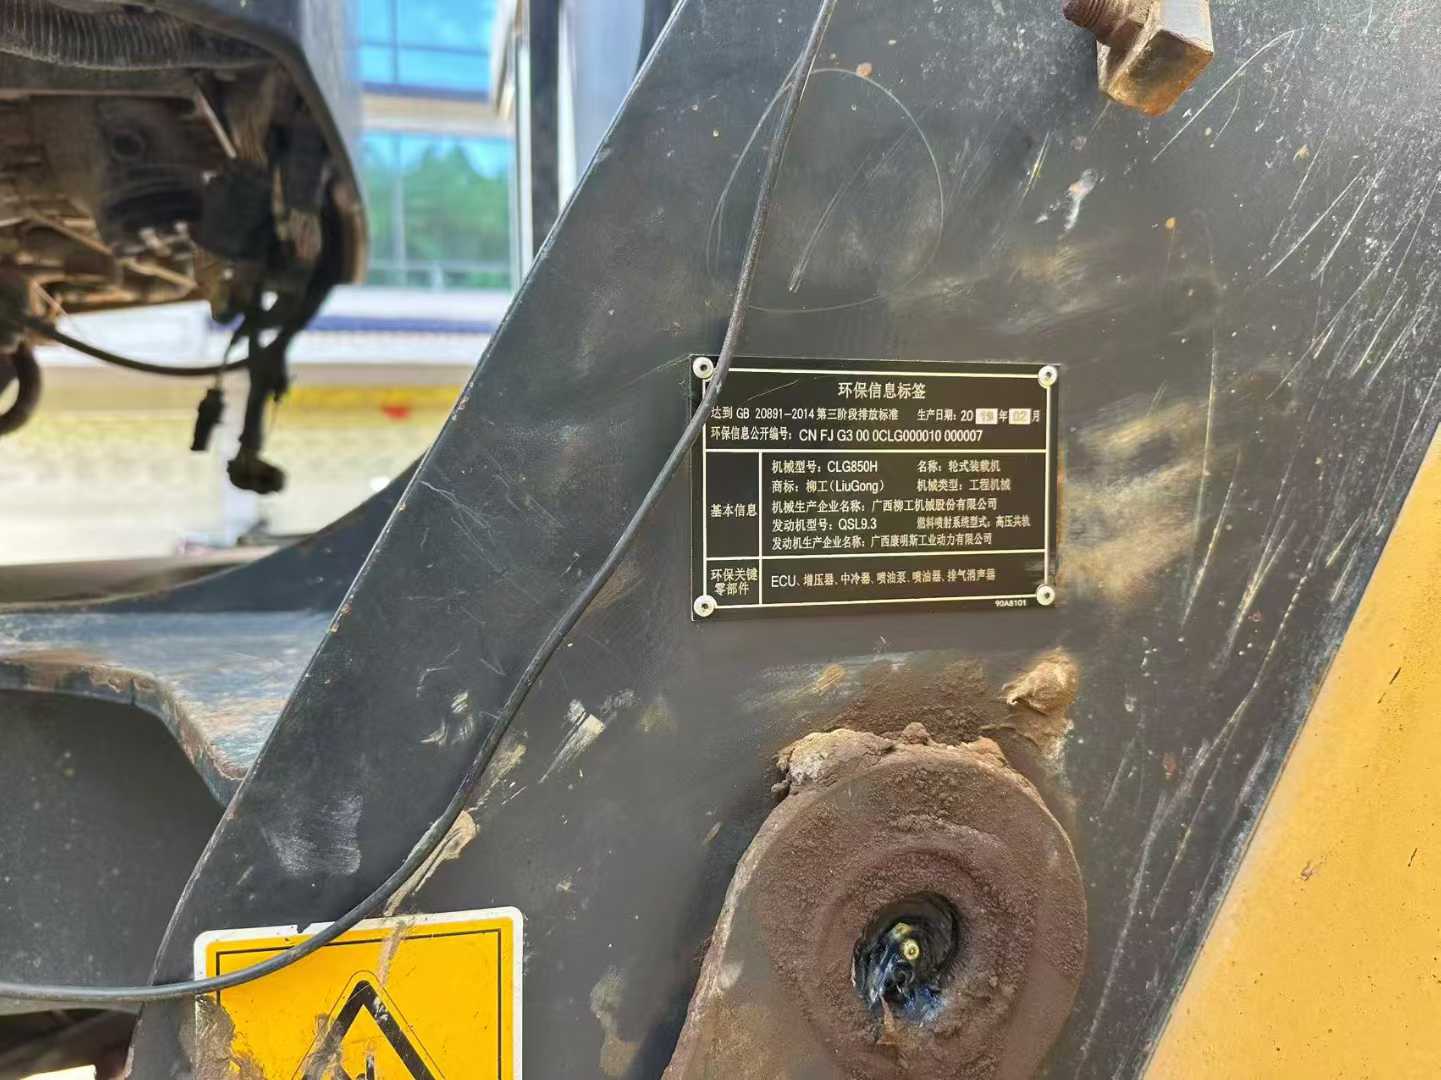 环保信息标签
达到 GB 20891-2014 第三阶段排放标准 生产日期: 20 19 年 02 月
环保信息公开编号: CN FJ G3 00 0CLG000010 000007
基本信息
机械型号: CLG850H 名称: 轮式装载机
商标: 柳工(LiuGong) 机械类型: 工程机械
机械生产企业名称: 广西柳工机械股份有限公司
发动机型号: QSL9.3 燃料喷射系统型式: 高压共轨
发动机生产企业名称: 广西康明斯工业动力有限公司
环保关键
零部件
ECU、增压器、中冷器、喷油泵、喷油器、排气消声器
90A8101